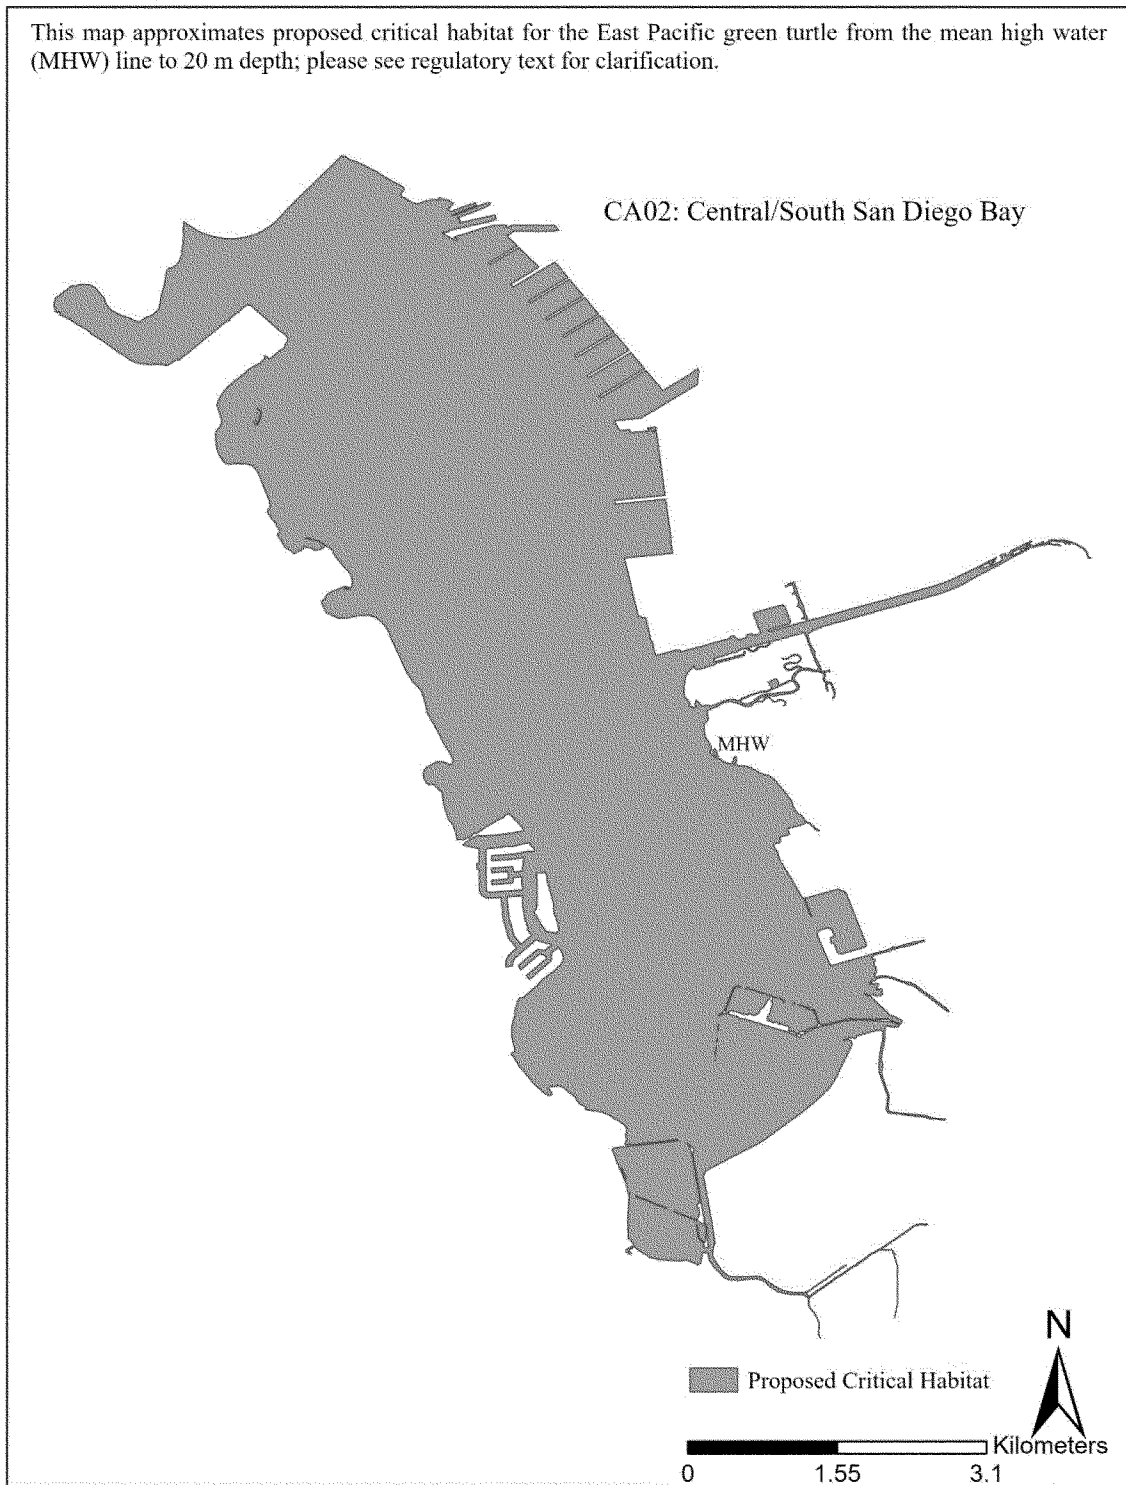 This map approximates proposed critical habitat for the East Pacific green turtle from the mean high water
(MHW) line to 20 m depth; please see regulatory text for clarification.
CA02: Central/South San Diego Bay
MHW
N
Proposed Critical Habitat
Kilometers
0 1.55 3.1